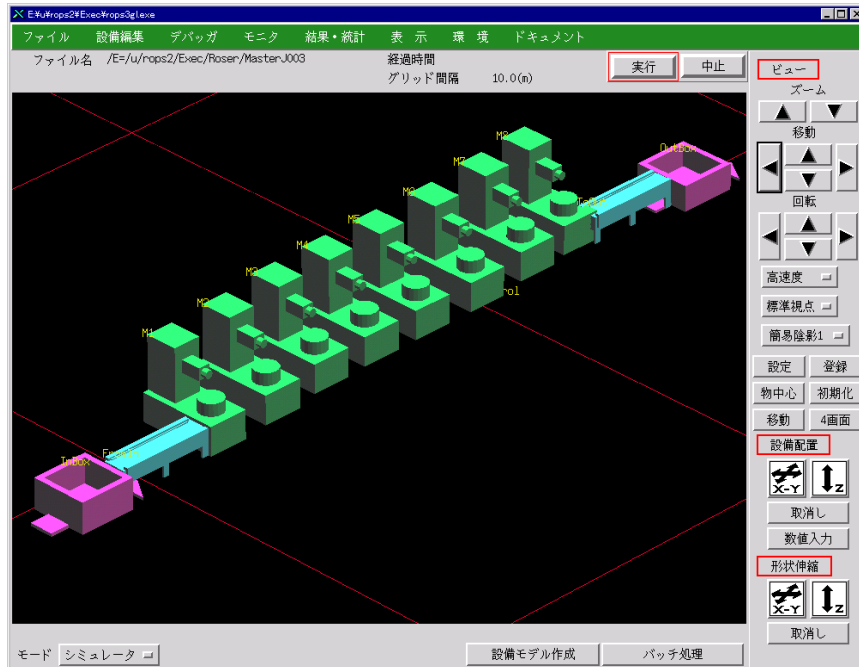 E¥u¥rops2¥Exec¥rops3glexe
ファイル 設備編集 デバッガ モニタ 結果・統計 表示 環境 ドキュメント
ファイル名 /E=/u/rops2/Exec/Roser/MasterJ003 経過時間
グリッド間隔 10.0(m)
実行 中止
ビュー
ズーム
移動
回転
高速度
標準視点
簡易陰影1
設定 登録
物中心 初期化
移動 4画面
設備配置
X-Y Z
取消し
数値入力
形状伸縮
X-Y Z
取消し
M8
M7
M6
M5
M4
M3
M2
M1
OutBox
InBox
rol
モード シミュレータ
設備モデル作成 バッチ処理